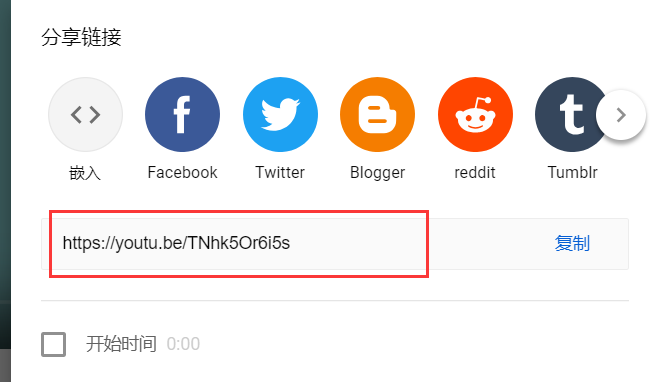 分享链接
嵌入 Facebook Twitter Blogger reddit Tumblr
https://youtu.be/TNhk5Or6i5s 复制
开始时间 0:00